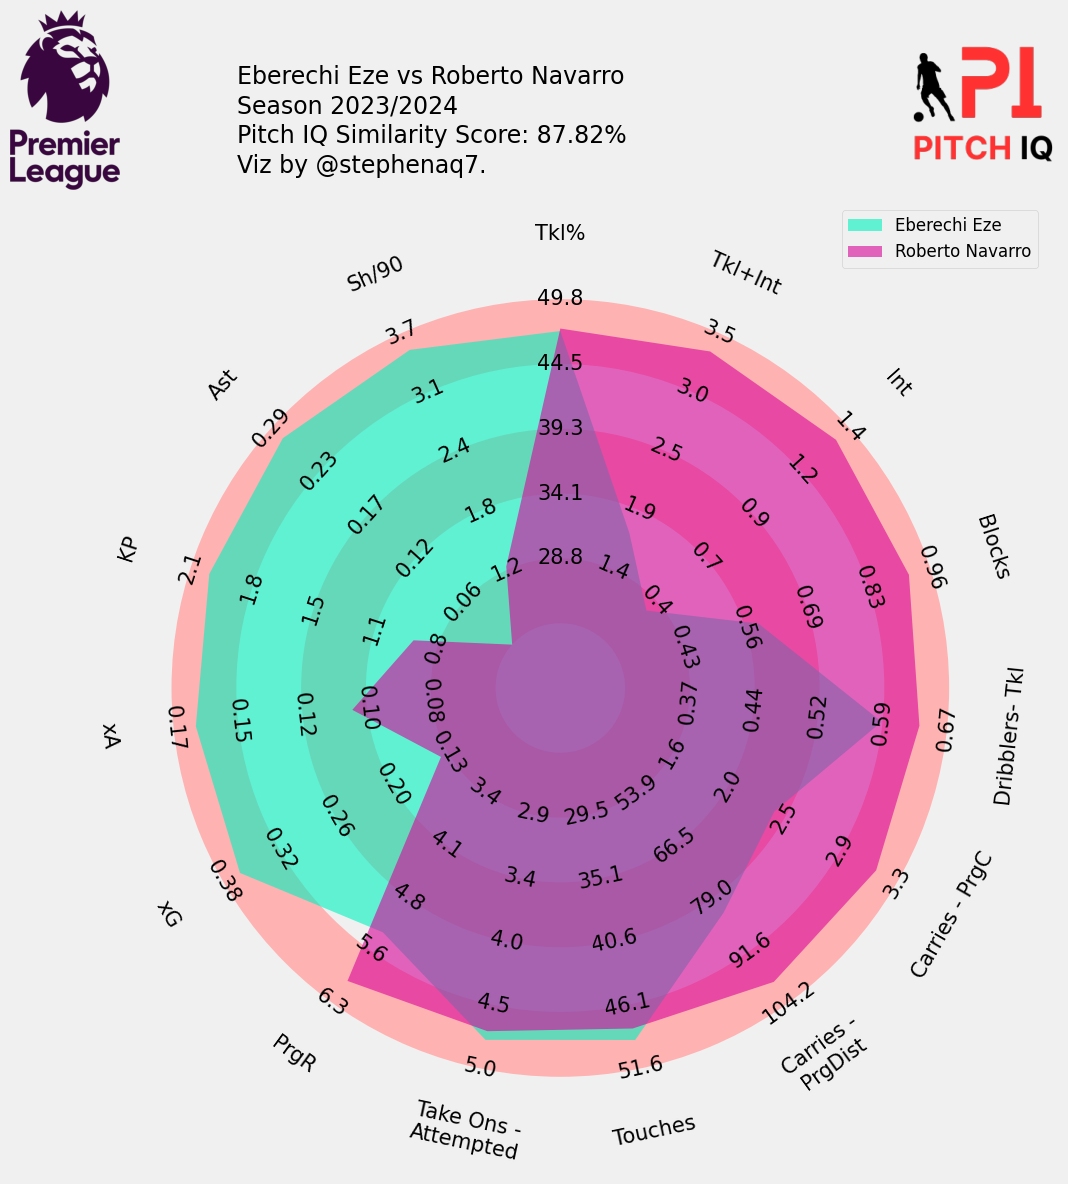 Premier
League
Eberechi Eze vs Roberto Navarro
Season 2023/2024
Pitch IQ Similarity Score: 87.82%
Viz by @stephenaq7.
PI
PITCH IQ
Eberechi Eze
Roberto Navarro
Tkl%
49.8
44.5
39.3
34.1
28.8
Tkl+Int
3.5
3.0
2.5
1.9
1.4
Int
1.4
1.2
0.9
0.7
0.4
Blocks
0.96
0.83
0.69
0.56
0.43
Dribblers- Tkl
0.67
0.59
0.52
0.44
0.37
Carries - PrgC
3.3
2.9
2.5
2.0
1.6
Carries -
PrgDist
104.2
91.6
79.0
66.5
53.9
Touches
51.6
46.1
40.6
35.1
29.5
Take Ons -
Attempted
5.0
4.5
4.0
3.4
2.9
PrgR
6.3
5.6
4.8
4.1
3.4
xG
0.38
0.32
0.26
0.20
0.13
xA
0.17
0.15
0.12
0.10
0.08
KP
2.1
1.8
1.5
1.1
0.8
Ast
0.29
0.23
0.17
0.12
0.06
Sh/90
3.7
3.1
2.4
1.8
1.2